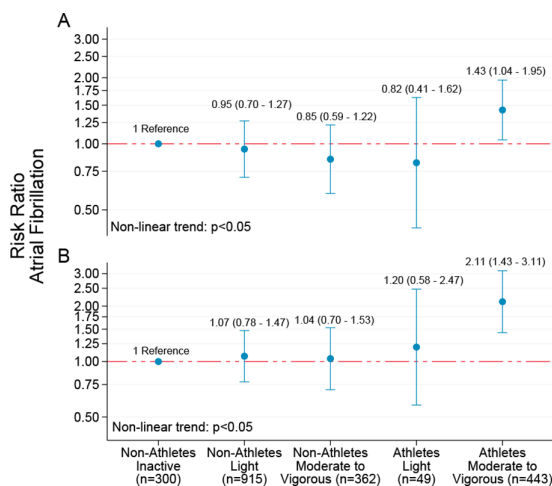 A
3.00
2.50
2.00
1.50
1.25
1.00
0.75
0.50
1 Reference
0.95 (0.70 - 1.27)
0.85 (0.59 - 1.22)
0.82 (0.41 - 1.62)
1.43 (1.04 - 1.95)
Non-linear trend: p<0.05
Risk Ratio
Atrial Fibrillation
B
3.00
2.50
2.00
1.75
1.50
1.25
1.00
0.75
0.50
1 Reference
1.07 (0.78 - 1.47)
1.04 (0.70 - 1.53)
1.20 (0.58 - 2.47)
2.11 (1.43 - 3.11)
Non-linear trend: p<0.05
Non-Athletes
Inactive
(n=300)
Non-Athletes
Light
(n=915)
Non-Athletes
Moderate to
Vigorous (n=362)
Athletes
Light
(n=49)
Athletes
Moderate to
Vigorous (n=443)